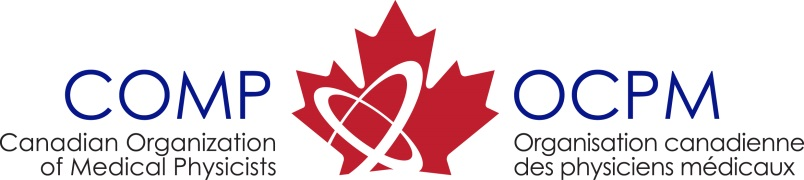 COMP
Canadian Organization
of Medical Physicists
OCPM
Organisation canadienne
des physiciens médicaux